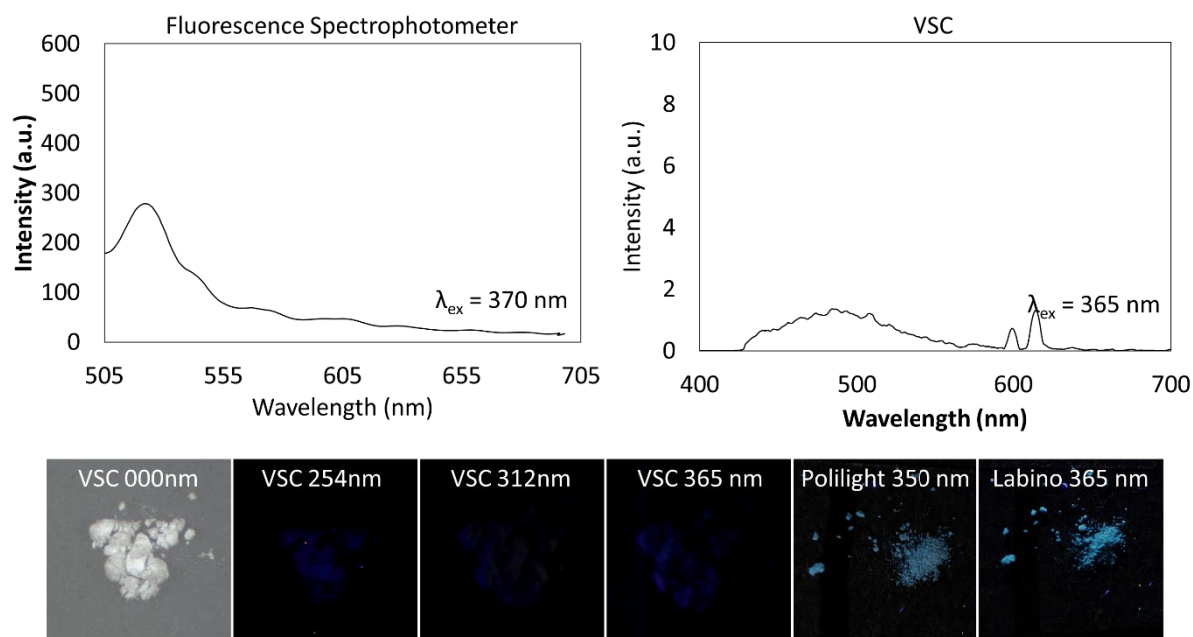 Fluorescence Spectrophotometer
600
500
400
300
200
100
0
Intensity (a.u.)
λex = 370 nm
505 555 605 655 705
Wavelength (nm)
VSC
10
8
6
4
2
0
Intensity (a.u.)
λex = 365 nm
400 500 600 700
Wavelength (nm)
VSC 000nm VSC 254nm VSC 312nm VSC 365 nm Polilight 350 nm Labino 365 nm